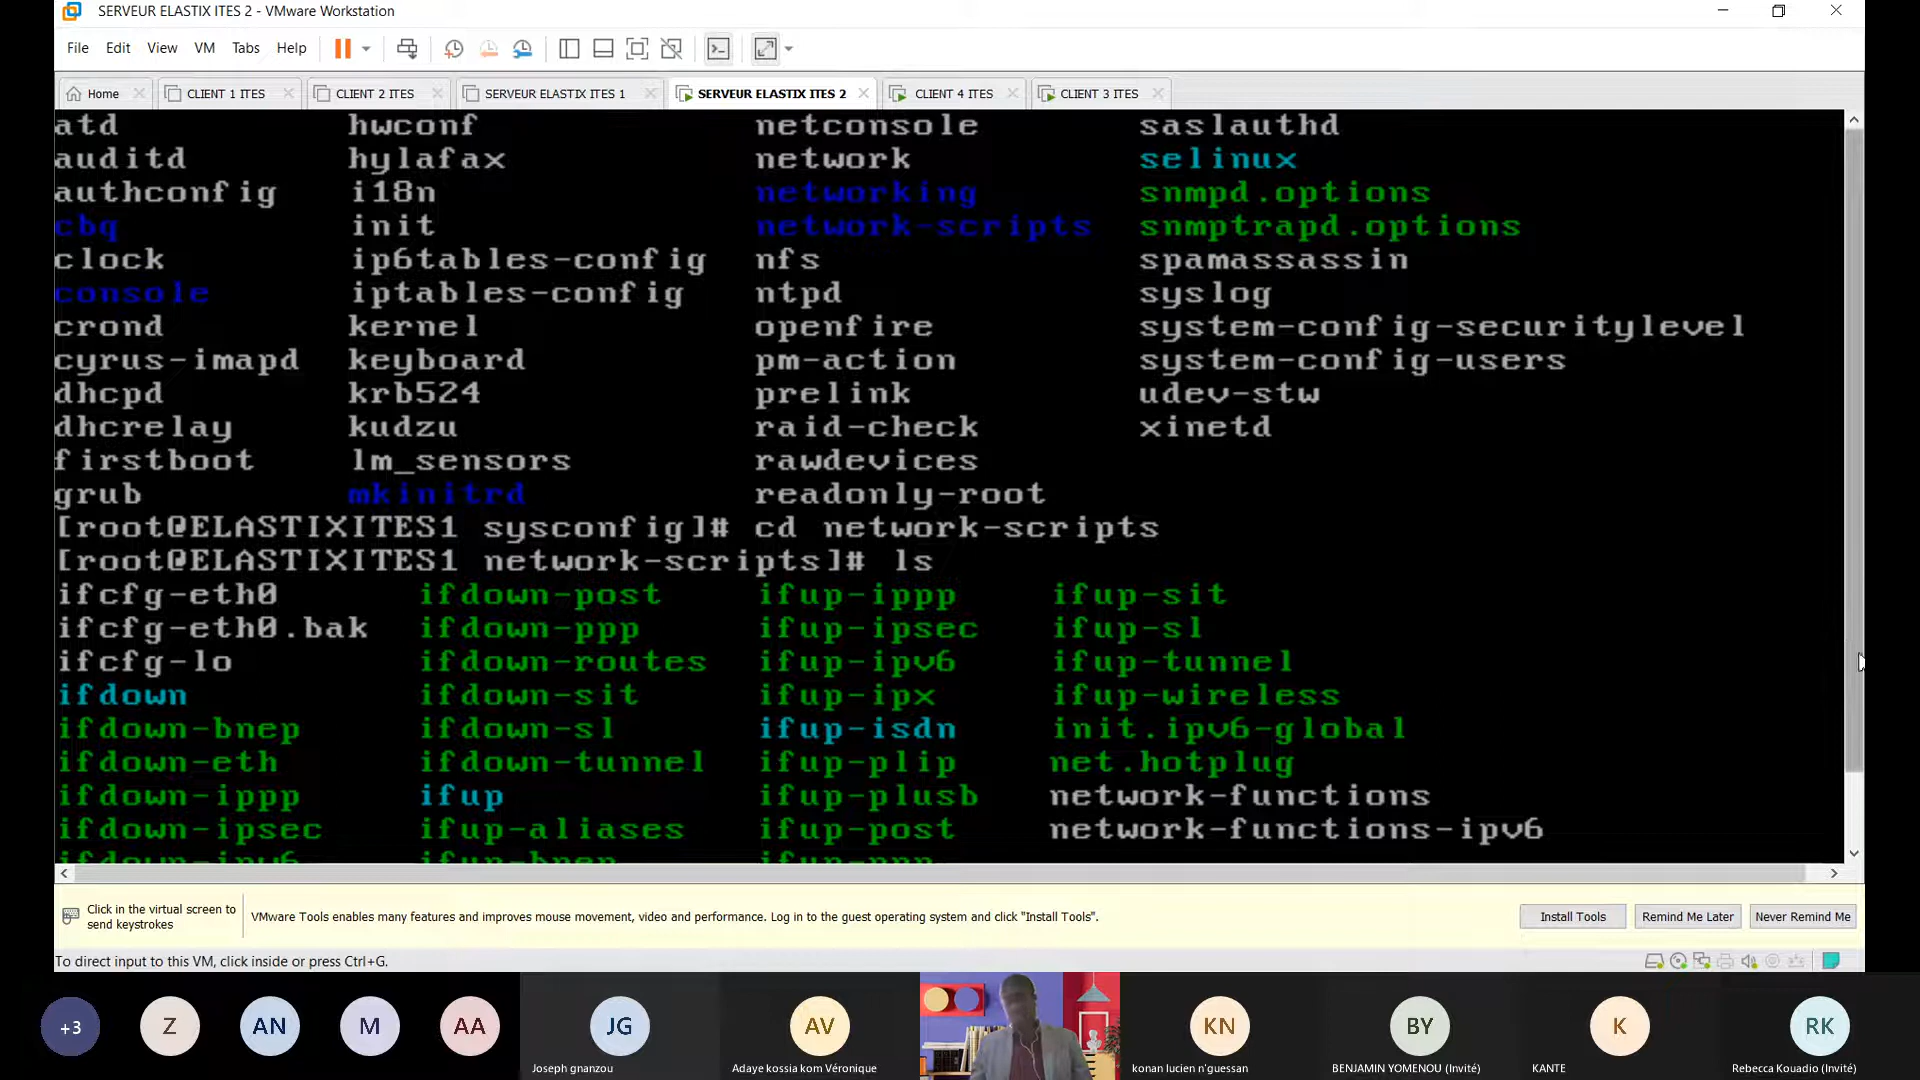 SERVEUR ELASTIX ITES 2 - VMware Workstation
File Edit View VM Tabs Help
Home CLIENT 1 ITES CLIENT 2 ITES SERVEUR ELASTIX ITES 1 SERVEUR ELASTIX ITES 2 CLIENT 4 ITES CLIENT 3 ITES
atd hwconf netconsole saslauthd
auditd hylafax network selinux
authconfig i18n networking snmpd.options
cbq init network-scripts snmptrapd.options
clock ip6tables-config nfs spamassassin
console iptables-config ntpd syslog
crond kernel openfire system-config-securitylevel
cyrus-imapd keyboard pm-action system-config-users
dhcpd krb524 prelink udev-stw
dhcrelay kudzu raid-check xinetd
firstboot lm_sensors rawdevices
grub mkinitrd readonly-root
[root@ELASTIXITES1 sysconfig]# cd network-scripts
[root@ELASTIXITES1 network-scripts]# ls
ifcfg-eth0 ifdown-post ifup-ippp ifup-sit
ifcfg-eth0.bak ifdown-ppp ifup-ipsec ifup-sl
ifcfg-lo ifdown-routes ifup-ipv6 ifup-tunnel
ifdown ifdown-sit ifup-ipx ifup-wireless
ifdown-bnep ifdown-sl ifup-isdn init.ipv6-global
ifdown-eth ifdown-tunnel ifup-plip net.hotplug
ifdown-ippp ifup ifup-plusb network-functions
ifdown-ipsec ifup-aliases ifup-post network-functions-ipv6
ifdown-ipv6 ifup-bnep ifup-ppp
Click in the virtual screen to
send keystrokes
VMware Tools enables many features and improves mouse movement, video and performance. Log in to the guest operating system and click "Install Tools".
Install Tools Remind Me Later Never Remind Me
To direct input to this VM, click inside or press Ctrl+G.
+3 Z AN M AA JG AV KN BY K RK
Joseph gnanzou Adaye kossia kom Véronique konan lucien n'guessan BENJAMIN YOMENOU (Invité) KANTE Rebecca Kouadio (Invité)